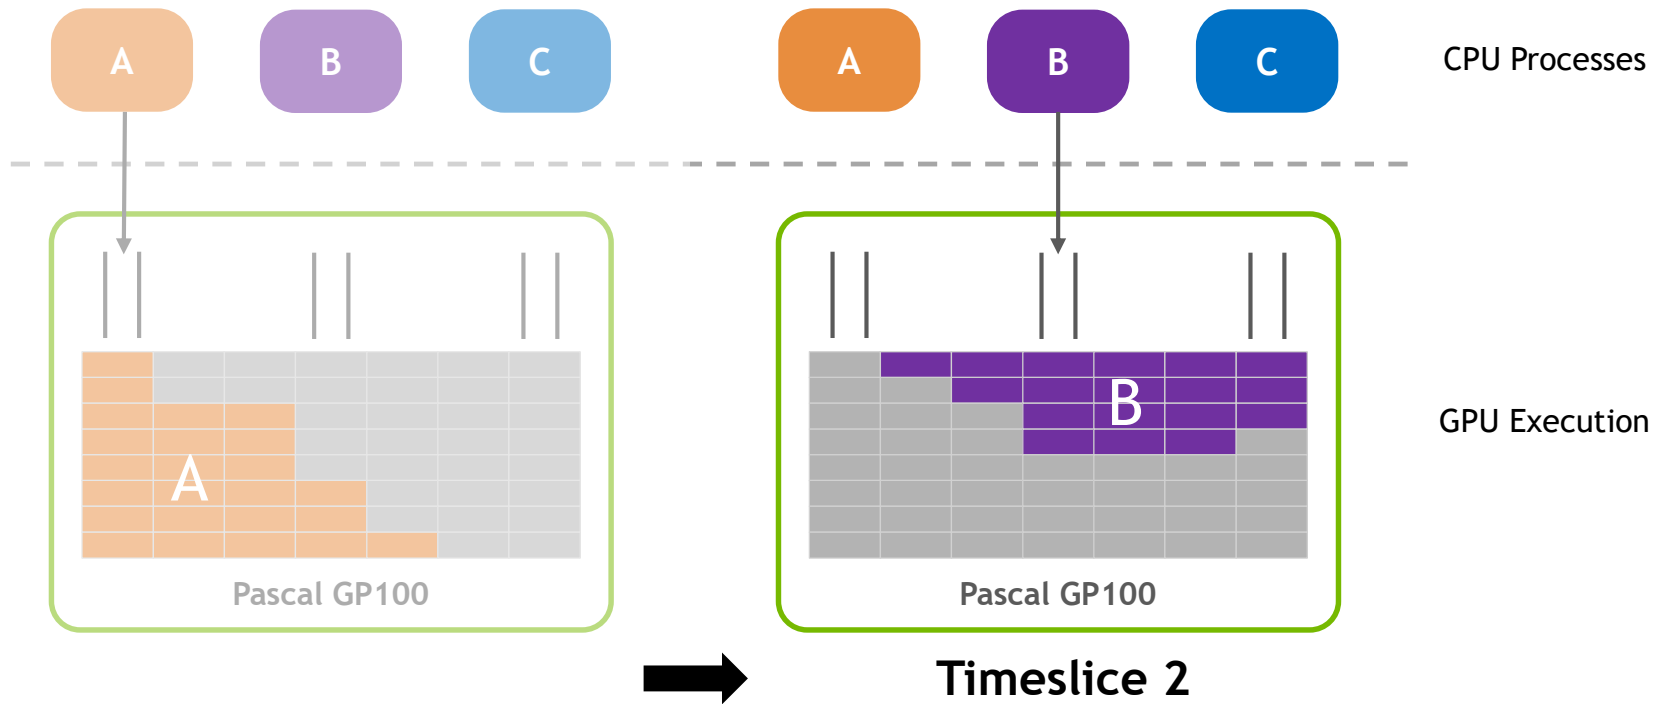 A B C A B C CPU Processes
A B GPU Execution
Pascal GP100 Pascal GP100
Timeslice 2